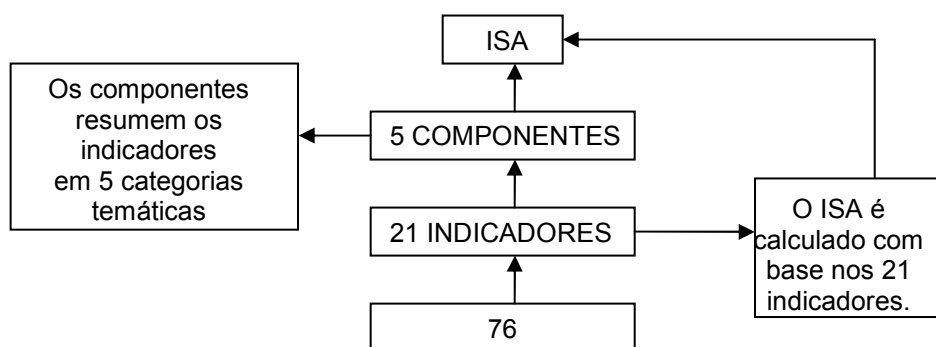 ISA
Os componentes
resumem os
indicadores
em 5 categorias
temáticas
5 COMPONENTES
21 INDICADORES
O ISA é
calculado com
base nos 21
indicadores.
76